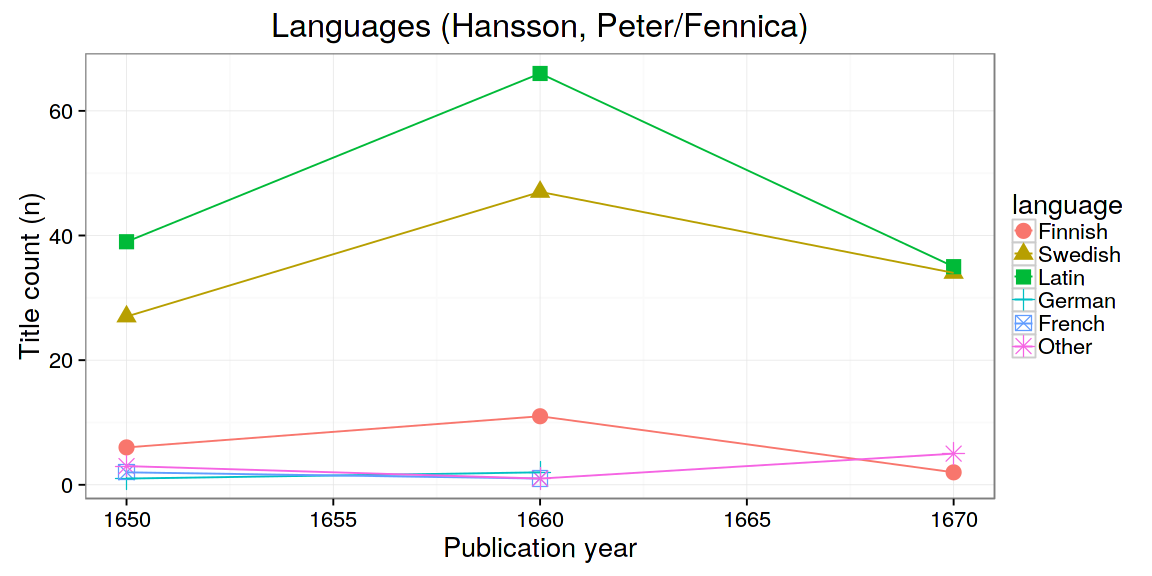 Languages (Hansson, Peter/Fennica)
Title count (n)
60
40
20
0
1650
1655
1660
1665
1670
Publication year
language
Finnish
Swedish
Latin
German
French
Other